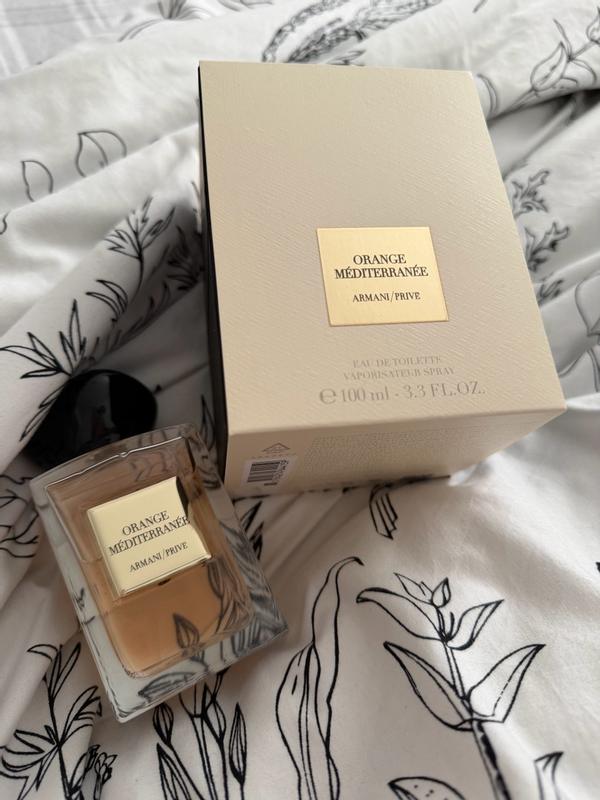 ORANGE
MÉDITERRANÉE
ARMANI/PRIVE
EAU DE TOILETTE
VAPORISATEUR SPRAY
℮ 100 ml - 3.3 FL.OZ.
ORANGE
MÉDITERRANÉE
ARMANI/PRIVE